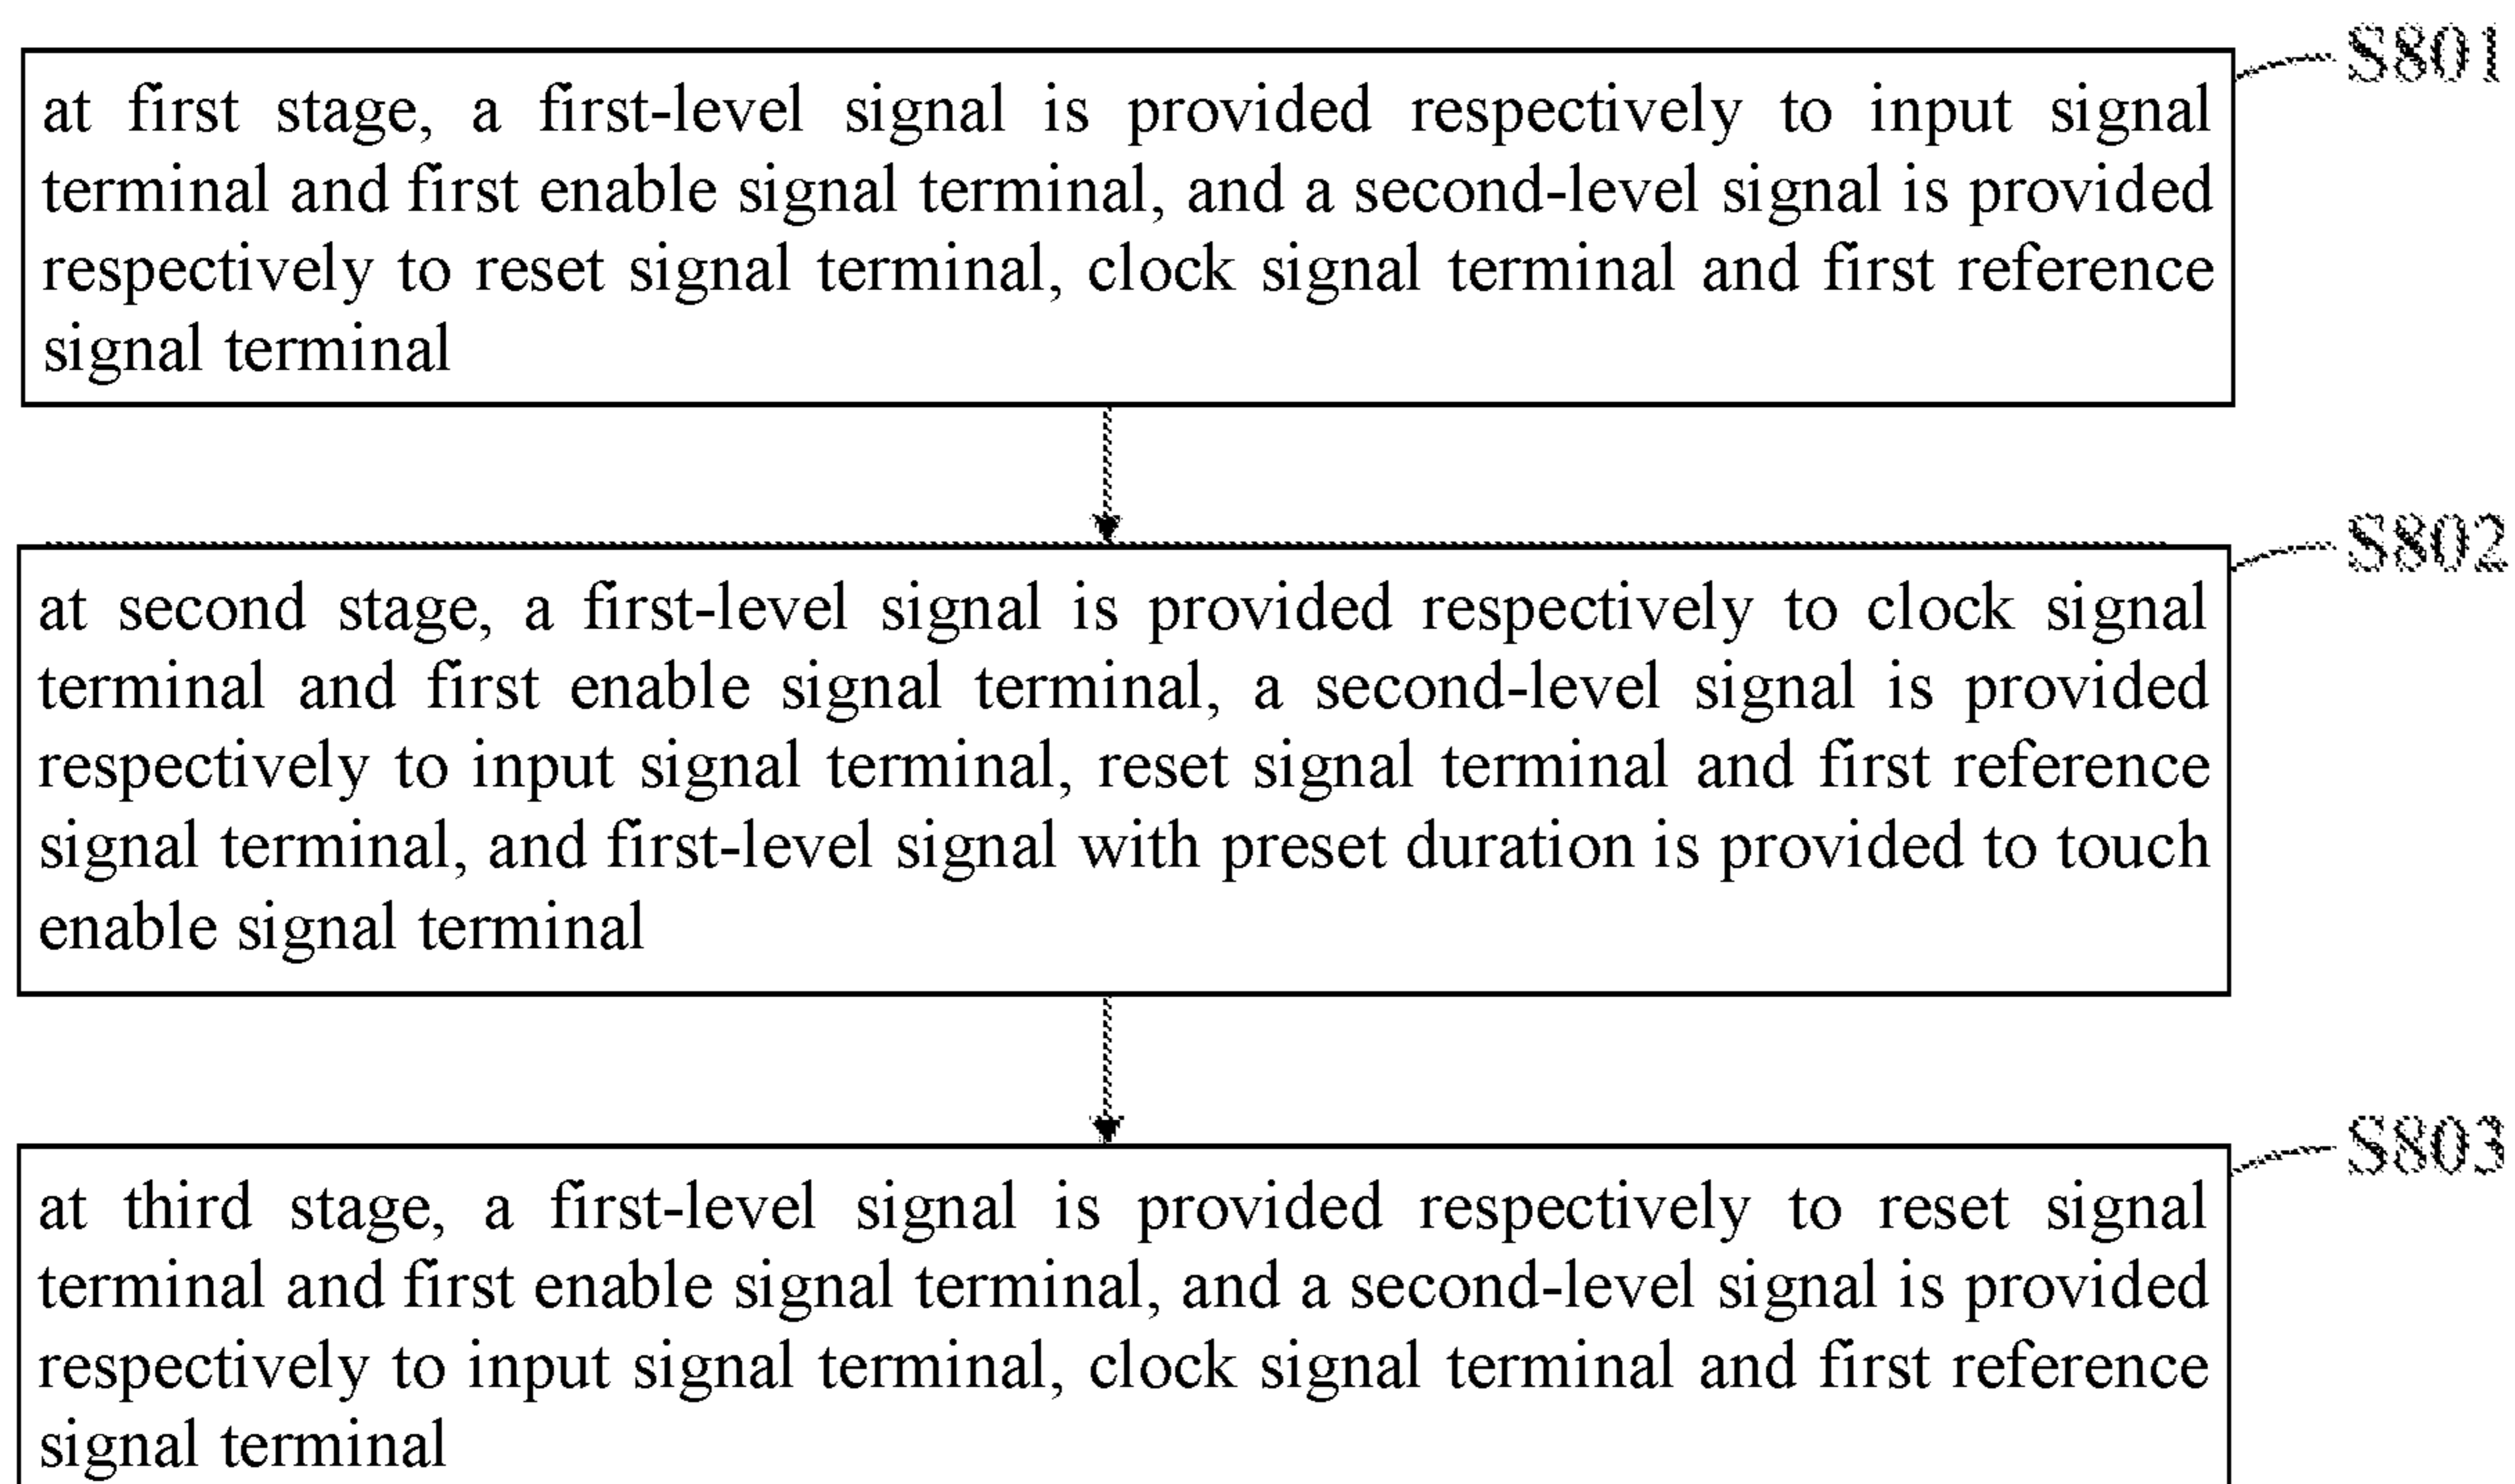 S801
at first stage, a first-level signal is provided respectively to input signal
terminal and first enable signal terminal, and a second-level signal is provided
respectively to reset signal terminal, clock signal terminal and first reference
signal terminal
S802
at second stage, a first-level signal is provided respectively to clock signal
terminal and first enable signal terminal, a second-level signal is provided
respectively to input signal terminal, reset signal terminal and first reference
signal terminal, and first-level signal with preset duration is provided to touch
enable signal terminal
S803
at third stage, a first-level signal is provided respectively to reset signal
terminal and first enable signal terminal, and a second-level signal is provided
respectively to input signal terminal, clock signal terminal and first reference
signal terminal